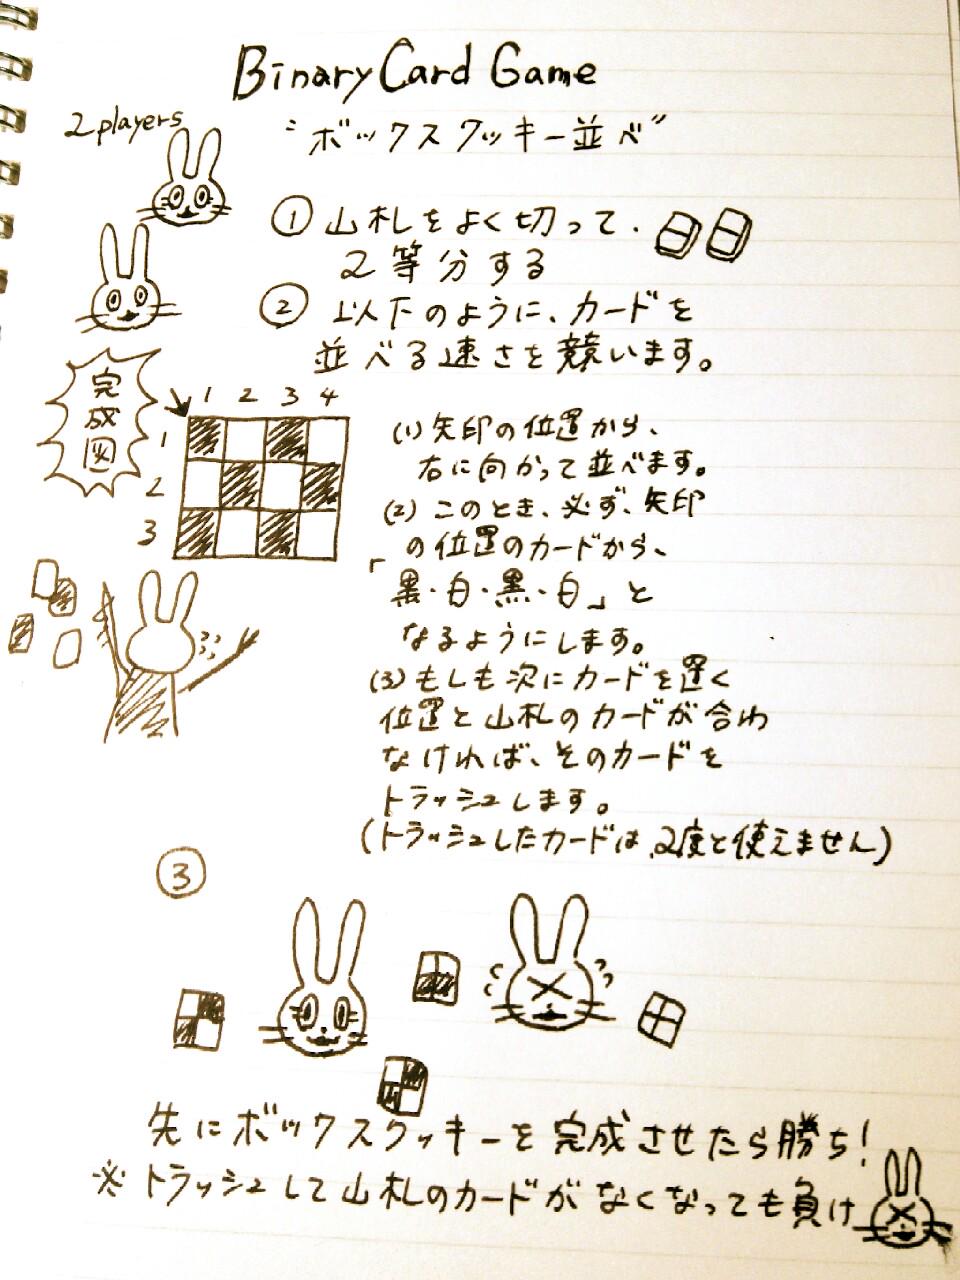 Binary Card Game
2 players
"ボックスクッキー並べ"
① 山札をよく切って、
2等分する
② 以下のように、カードを
並べる速さを競います。
完成図
1 2 3 4
1
2
3
(1) 矢印の位置から、
右に向かって並べます。
(2) このとき、必ず、矢印
の位置のカードから、
「黒・白・黒・白」と
なるようにします。
(3) もしも次にカードを置く
位置と山札のカードが合わ
なければ、そのカードを
トラッシュします。
(トラッシュしたカードは、2度と使えません)
③
先にボックスクッキーを完成させたら勝ち!
※トラッシュして山札のカードがなくなっても負け